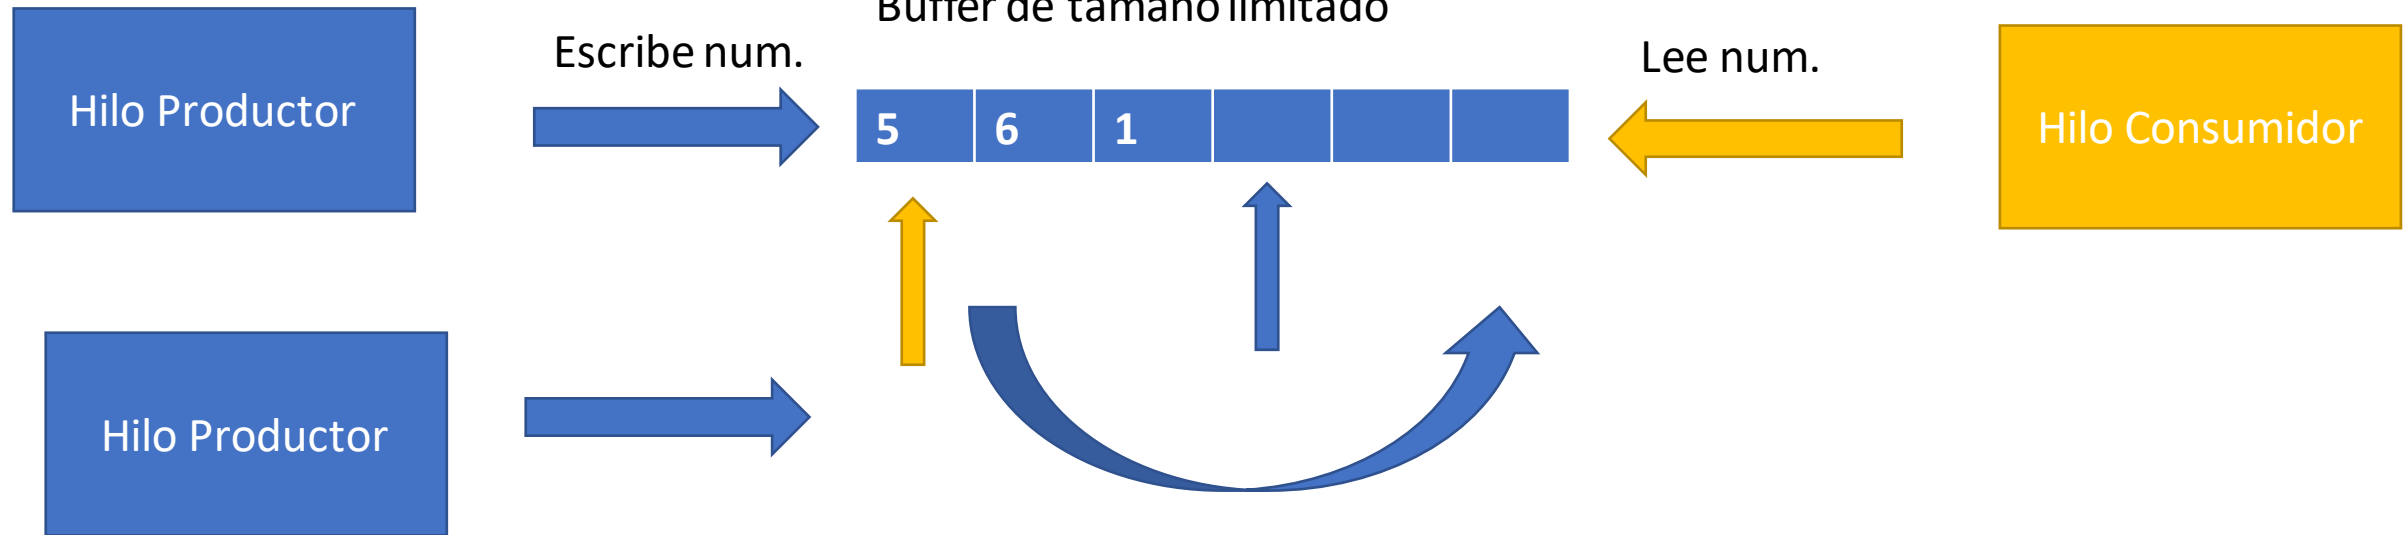 Buffer de tamaño limitado
Escribe num.
Lee num.
Hilo Productor
5 6 1
Hilo Consumidor
Hilo Productor